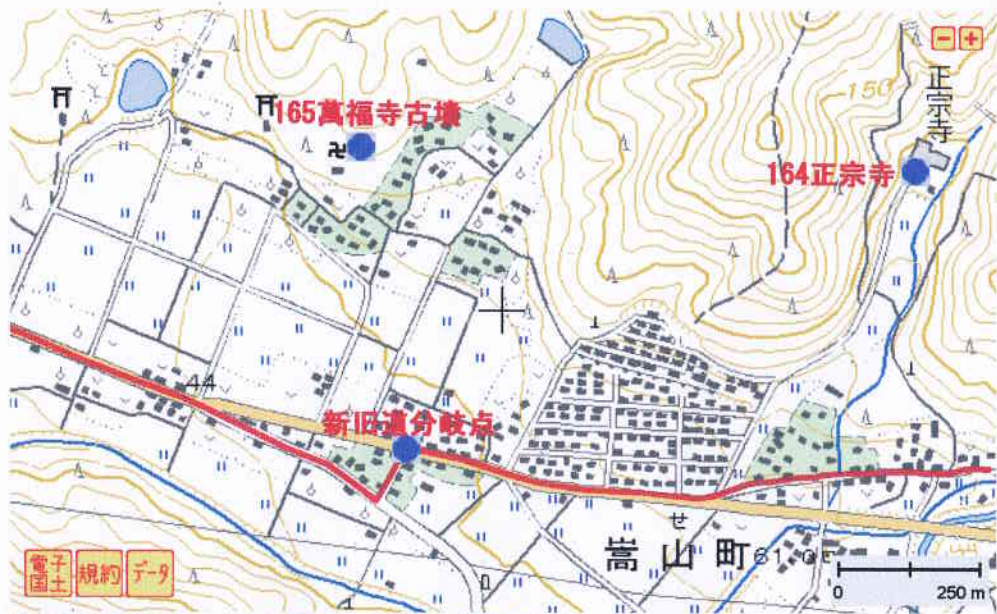 − +
正宗寺
150
165萬福寺古墳
164正宗寺
44
新旧道分岐点
せ
嵩山町
電子国土
規約
データ
0 250 m